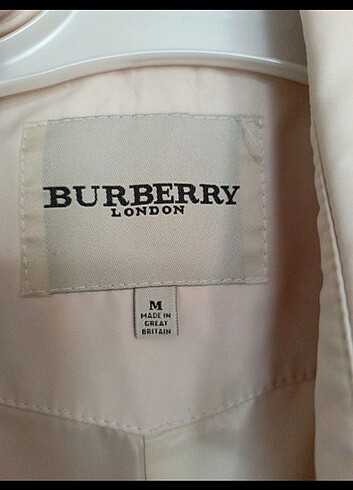 BURBERRY
LONDON
M
MADE IN
GREAT
BRITAIN